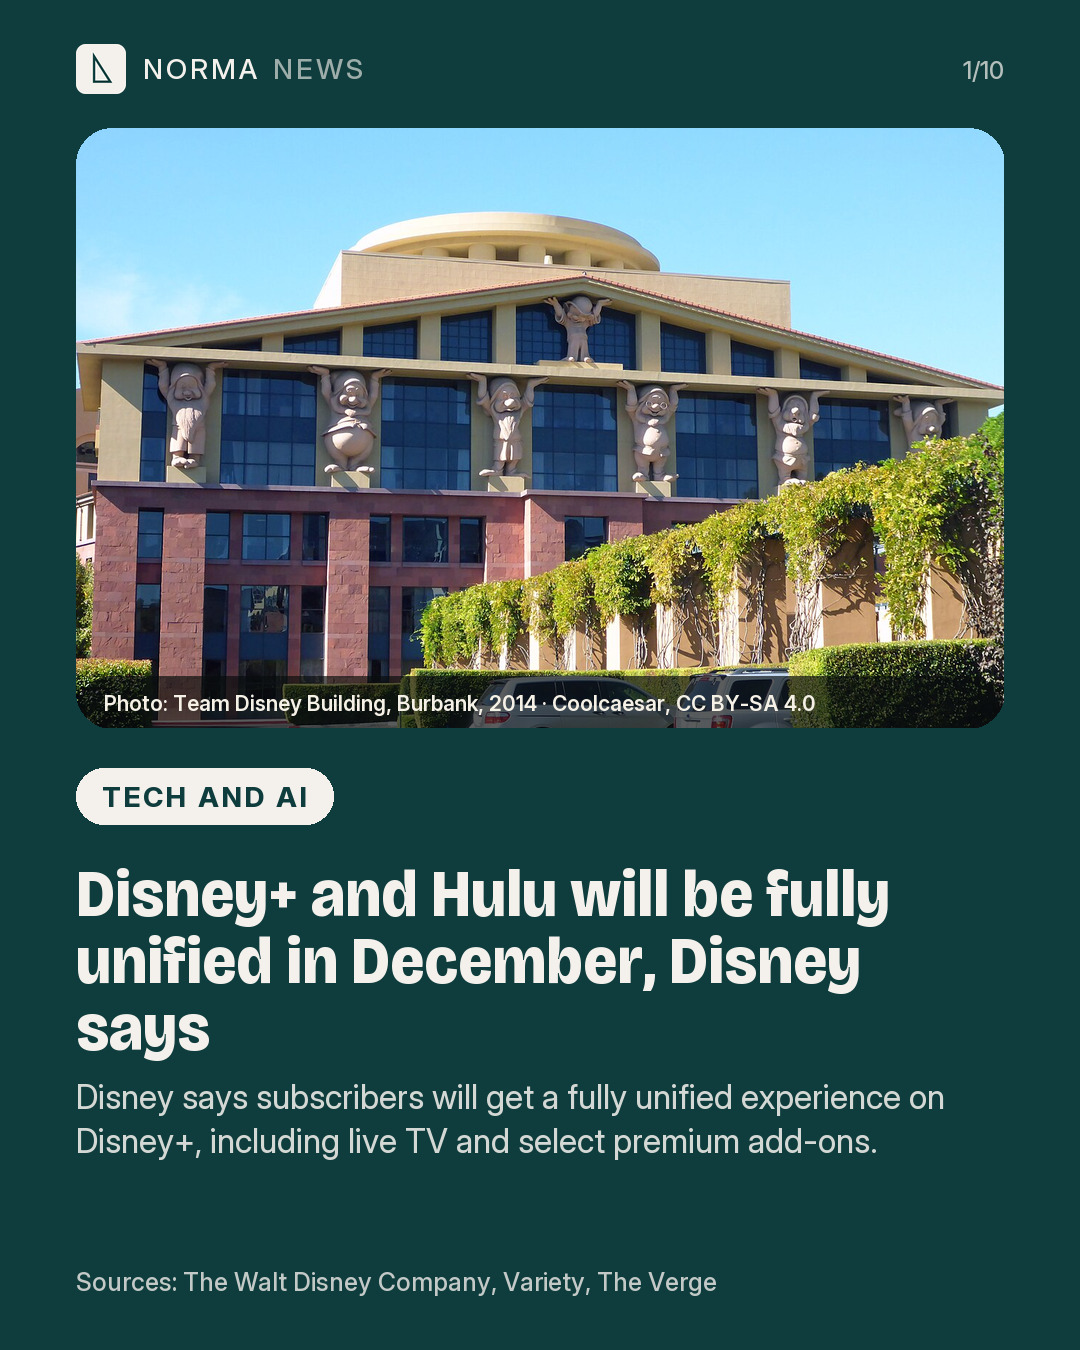 NORMA NEWS
1/10
Photo: Team Disney Building, Burbank, 2014 · Coolcaesar, CC BY-SA 4.0
TECH AND AI
Disney+ and Hulu will be fully
unified in December, Disney
says
Disney says subscribers will get a fully unified experience on
Disney+, including live TV and select premium add-ons.
Sources: The Walt Disney Company, Variety, The Verge